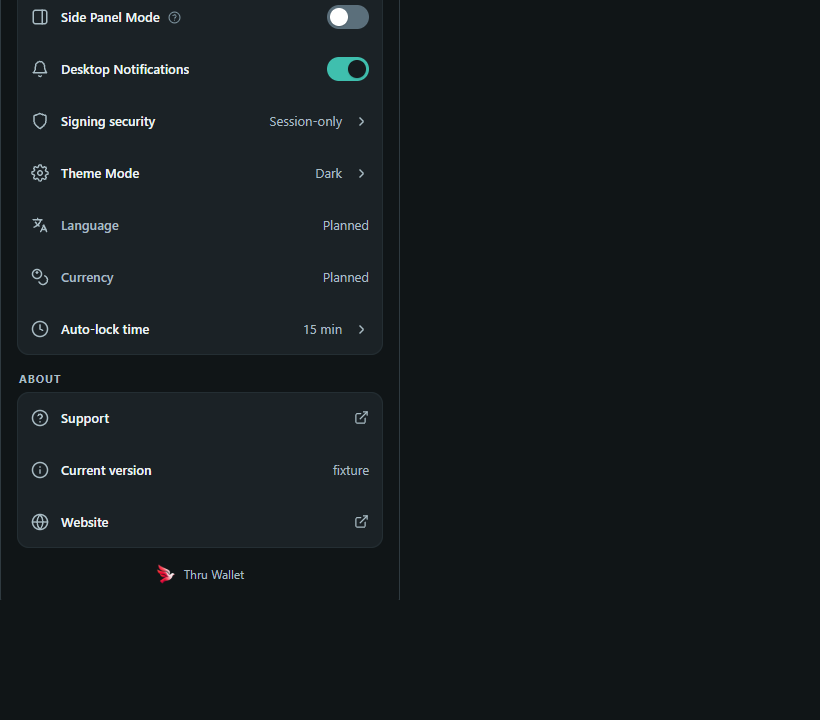 Side Panel Mode
Desktop Notifications
Signing security Session-only
Theme Mode Dark
Language Planned
Currency Planned
Auto-lock time 15 min
ABOUT
Support
Current version fixture
Website
Thru Wallet